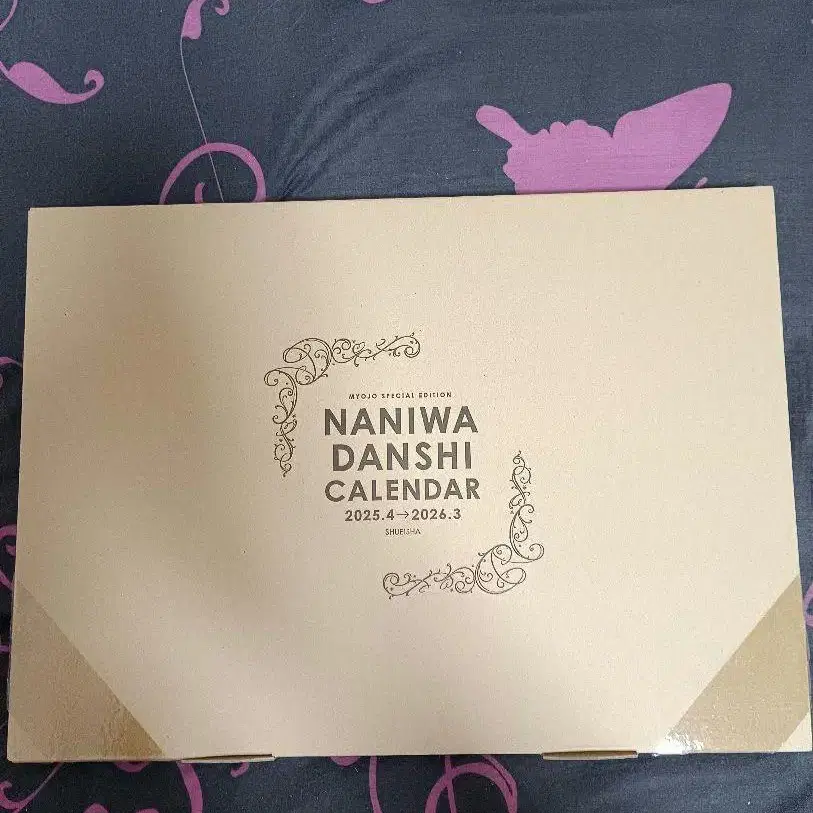 MYOJO SPECIAL EDITION
NANIWA
DANSHI
CALENDAR
2025.4→2026.3
SHUEISHA